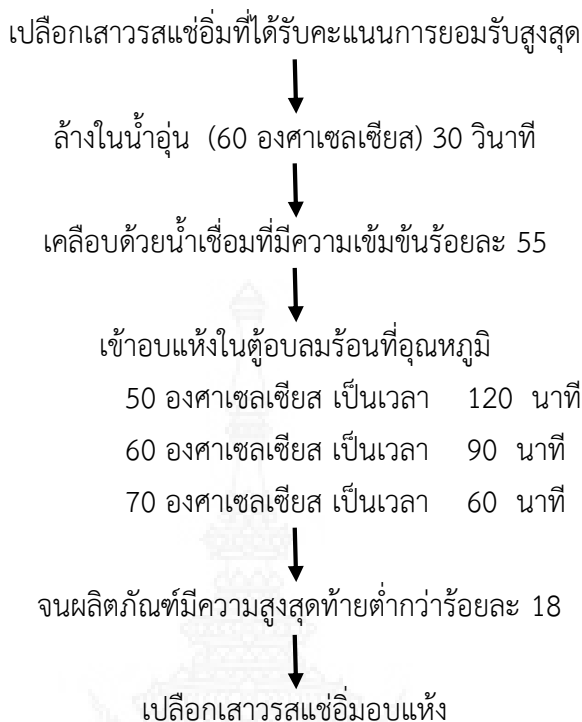 เปลือกเสาวรสแช่อิ่มที่ได้รับคะแนนการยอมรับสูงสุด
ล้างในน้ำอุ่น (60 องศาเซลเซียส) 30 วินาที
เคลือบด้วยน้ำเชื่อมที่มีความเข้มข้นร้อยละ 55
เข้าอบแห้งในตู้อบลมร้อนที่อุณหภูมิ
50 องศาเซลเซียส เป็นเวลา 120 นาที
60 องศาเซลเซียส เป็นเวลา 90 นาที
70 องศาเซลเซียส เป็นเวลา 60 นาที
จนผลิตภัณฑ์มีความสูงสุดท้ายต่ำกว่าร้อยละ 18
เปลือกเสาวรสแช่อิ่มอบแห้ง